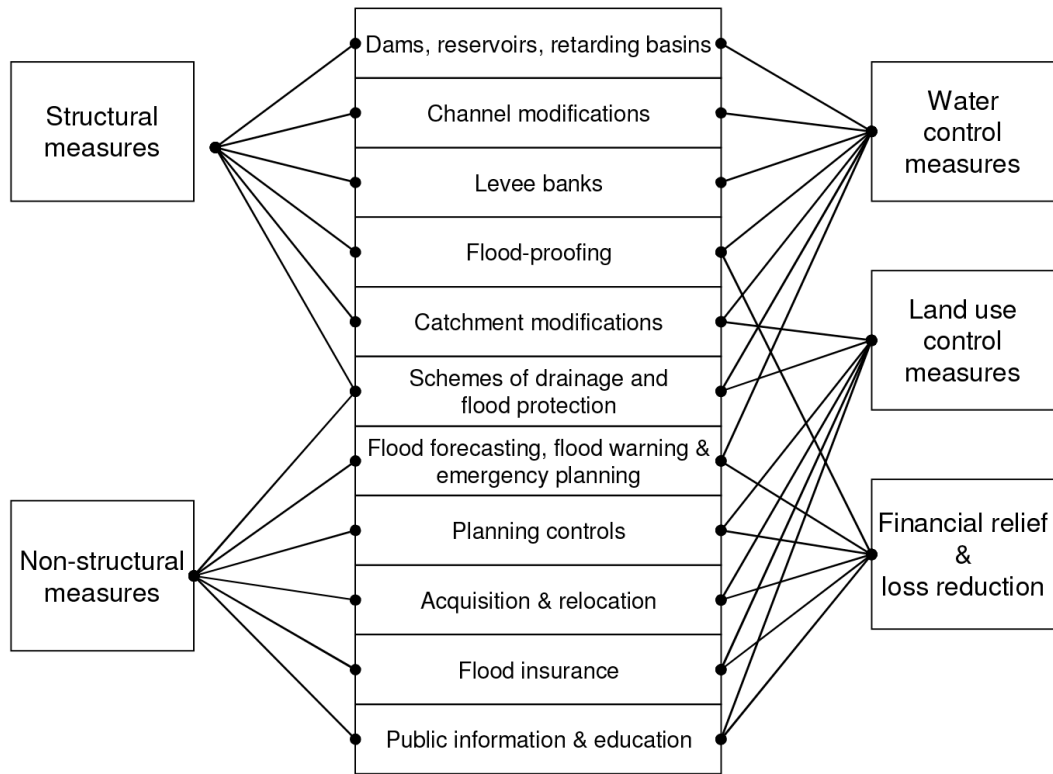 Structural
measures
Non-structural
measures
Dams, reservoirs, retarding basins
Channel modifications
Levee banks
Flood-proofing
Catchment modifications
Schemes of drainage and
flood protection
Flood forecasting, flood warning &
emergency planning
Planning controls
Acquisition & relocation
Flood insurance
Public information & education
Water
control
measures
Land use
control
measures
Financial relief
&
loss reduction